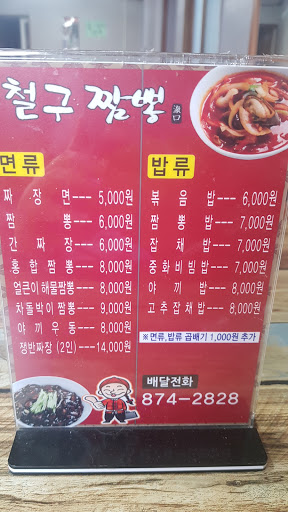 철구 짬뽕
면류
짜장면--- 5,000원
짬뽕--- 6,000원
간짜장--- 6,000원
홍합짬뽕--- 8,000원
얼큰이해물짬뽕--- 8,000원
차돌박이짬뽕--- 9,000원
야끼우동--- 8,000원
쟁반짜장 (2인)---14,000원
밥류
볶음밥--- 6,000원
짬뽕밥--- 7,000원
잡채밥--- 7,000원
중화비빔밥--- 7,000원
야끼밥--- 8,000원
고추잡채밥--- 8,000원
※면류,밥류 곱배기 1,000원 추가
배달전화
874-2828